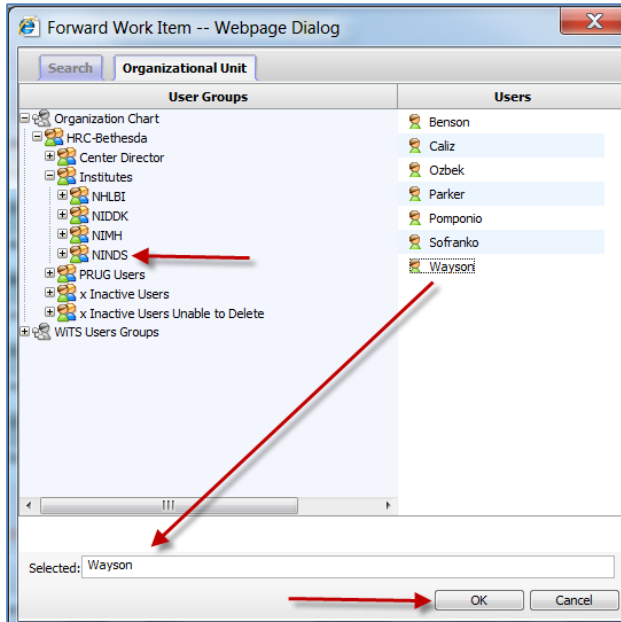 Forward Work Item -- Webpage Dialog
X
Search Organizational Unit
User Groups
Users
Organization Chart
HRC-Bethesda
Center Director
Institutes
NHLBI
NIDDK
NIMH
NINDS
PRUG Users
x Inactive Users
x Inactive Users Unable to Delete
WiTS Users Groups
Benson
Caliz
Ozbek
Parker
Pomponio
Sofranko
Wayson
Selected: Wayson
OK Cancel